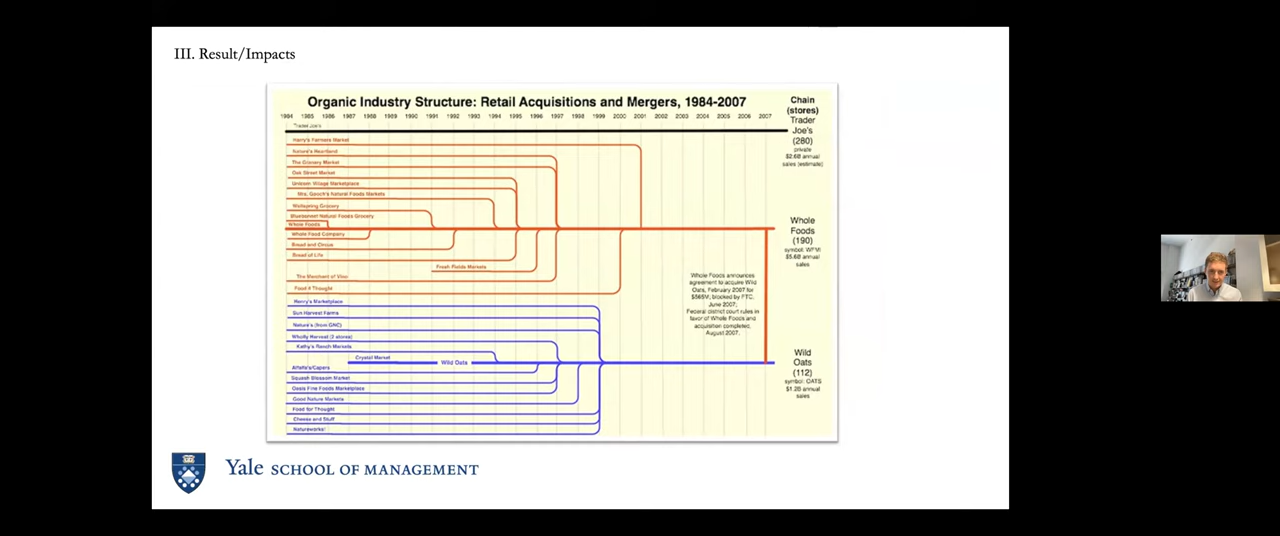 III. Result/Impacts
Organic Industry Structure: Retail Acquisitions and Mergers, 1984-2007
1984 1985 1986 1987 1988 1989 1990 1991 1992 1993 1994 1995 1996 1997 1998 1999 2000 2001 2002 2003 2004 2005 2006 2007
Chain
(stores)
Trader Joe's
Trader
Joe's
(280)
private
$2.6B annual
sales (estimate)
Harry's Farmers Market
Nature's Heartland
The Granary Market
Oak Street Market
Unicorn Village Marketplace
Mrs. Gooch's Natural Foods Markets
Wellspring Grocery
Bluebonnet Natural Foods Grocery
Whole Foods
Whole Food Company
Bread and Circus
Bread of Life
Fresh Fields Markets
The Merchant of Vino
Food 4 Thought
Whole
Foods
(190)
symbol: WFMI
$5.6B annual
sales
Whole Foods announces
agreement to acquire Wild
Oats, February 2007 for
$565M; blocked by FTC,
June 2007;
Federal district court rules in
favor of Whole Foods and
acquisition completed,
August 2007.
Henry's Marketplace
Sun Harvest Farms
Nature's (from GNC)
Wholly Harvest (2 stores)
Kathy's Ranch Markets
Crystal Market
Wild Oats
Alfalfa's/Capers
Squash Blossom Market
Oasis Fine Foods Marketplace
Good Nature Markets
Food for Thought
Cheese and Stuff
Natureworks!
Wild
Oats
(112)
symbol: OATS
$1.2B annual
sales
Yale SCHOOL OF MANAGEMENT